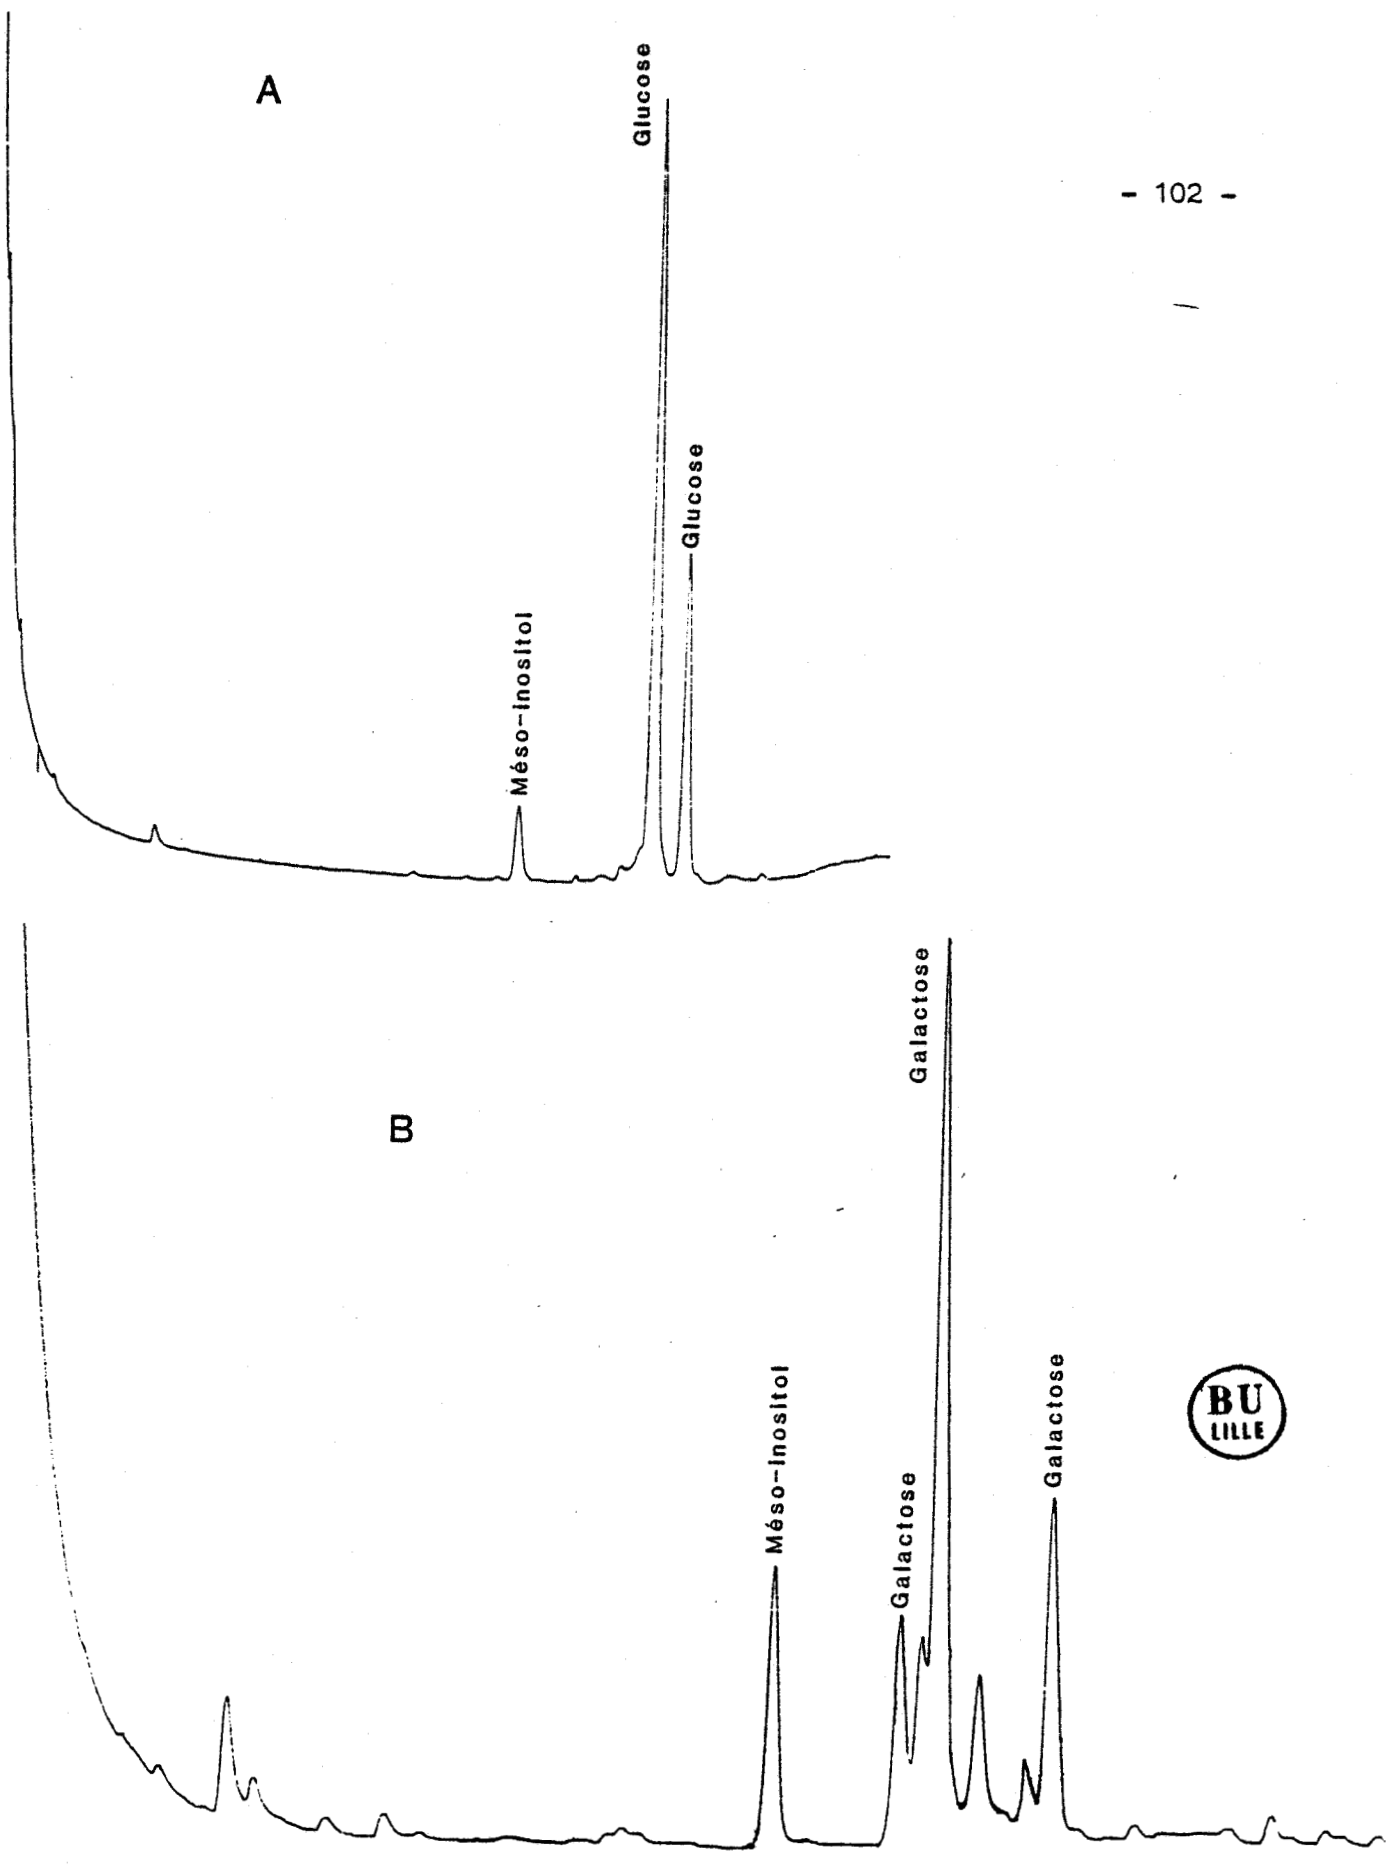 A
Glucose
- 102 -
Glucose
Méso-Inositol
Galactose
B
Méso-Inositol
Galactose
Galactose
BU
LILLE